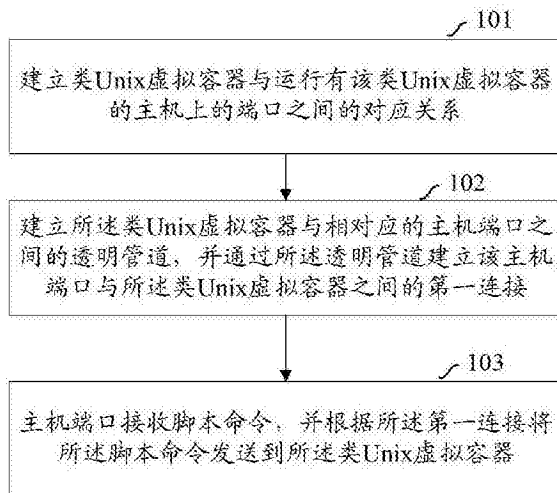 101
建立类Unix虚拟容器与运行有该类Unix虚拟容器
的主机上的端口之间的对应关系
102
建立所述类Unix虚拟容器与相对应的主机端口之
间的透明管道，并通过所述透明管道建立该主机
端口与所述类Unix虚拟容器之间的第一连接
103
主机端口接收脚本命令，并根据所述第一连接将
所述脚本命令发送到所述类Unix虚拟容器